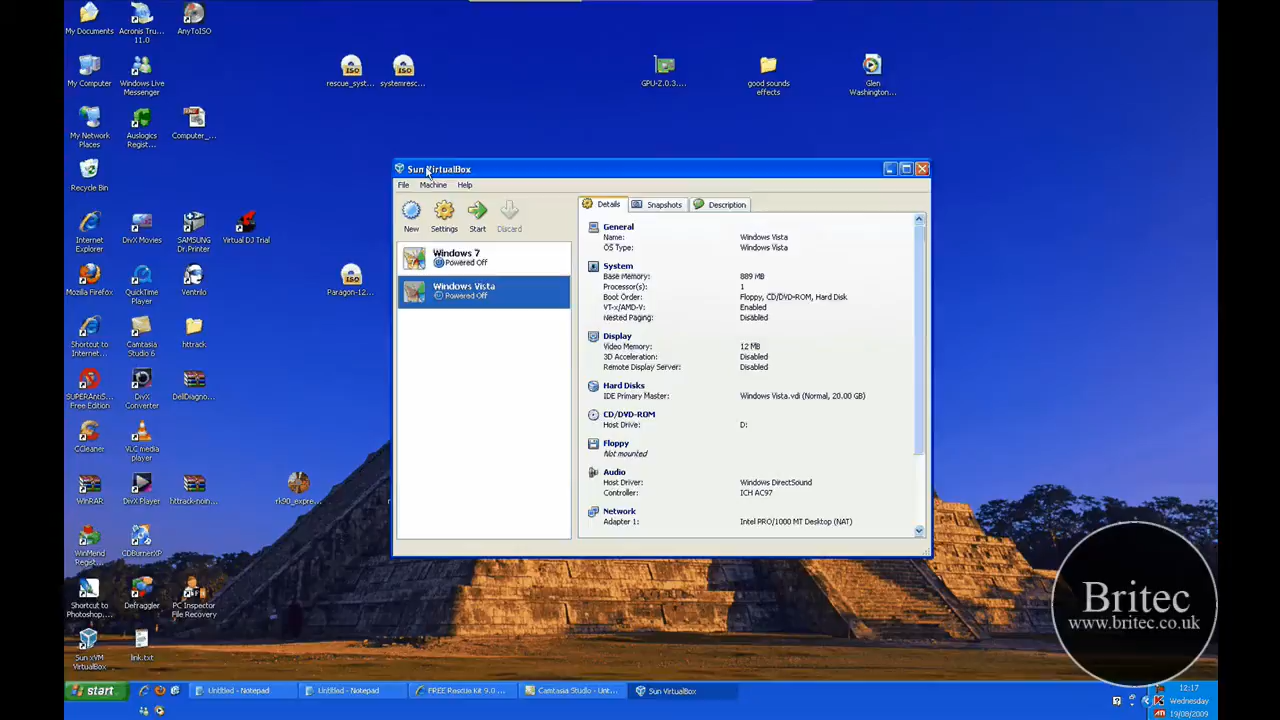 My Documents
Acronis Tru...
11.0
AnyToISO
My Computer
Windows Live
Messenger
rescue_syst...
systemresc...
GPU-Z.0.3....
good sounds
effects
Glen
Washington...
My Network
Places
Auslogics
Regist...
Computer_...
Recycle Bin
Internet
Explorer
DivX Movies
SAMSUNG
Dr.Printer
Virtual DJ Trial
Mozilla Firefox
QuickTime
Player
Ventrilo
Paragon-12...
Shortcut to
Internet...
Camtasia
Studio 6
httrack
SUPERAntiS...
Free Edition
DivX
Converter
DellDiagno...
CCleaner
VLC media
player
WinRAR
DivX Player
httrack-noin...
rk90_expre...
WinMend
Regist...
CDBurnerXP
Shortcut to
Photoshop....
Defraggler
PC Inspector
File Recovery
Sun xVM
VirtualBox
link.txt
Sun VirtualBox
File Machine Help
New Settings Start Discard
Details Snapshots Description
Windows 7
Powered Off
Windows Vista
Powered Off
General
Name: Windows Vista
OS Type: Windows Vista
System
Base Memory: 889 MB
Processor(s): 1
Boot Order: Floppy, CD/DVD-ROM, Hard Disk
VT-x/AMD-V: Enabled
Nested Paging: Disabled
Display
Video Memory: 12 MB
3D Acceleration: Disabled
Remote Display Server: Disabled
Hard Disks
IDE Primary Master: Windows Vista.vdi (Normal, 20.00 GB)
CD/DVD-ROM
Host Drive: D:
Floppy
Not mounted
Audio
Host Driver: Windows DirectSound
Controller: ICH AC97
Network
Adapter 1: Intel PRO/1000 MT Desktop (NAT)
Britec
www.britec.co.uk
start
Untitled - Notepad
Untitled - Notepad
FREE Rescue Kit 9.0 ...
Camtasia Studio - Unt...
Sun VirtualBox
12:17
Wednesday
19/08/2009